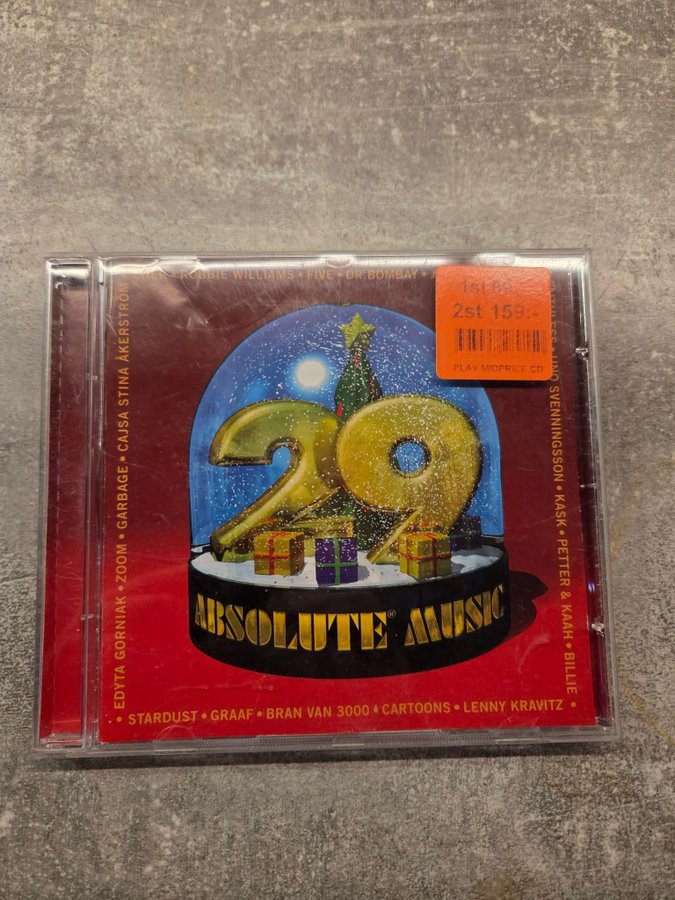 ROBBIE WILLIAMS • FIVE • DR BOMBAY •
1st 89
2st 159:-
PLAY MIDPRICE CD
EDYTA GORNIAK • ZOOM • GARBAGE • CAJSA STINA ÅKERSTRÖM
UNO SVENNINGSSON • KASK • PETTER & KAAH • BILLIE •
29
ABSOLUTE® MUSIC
• STARDUST • GRAAF • BRAN VAN 3000 • CARTOONS • LENNY KRAVITZ •